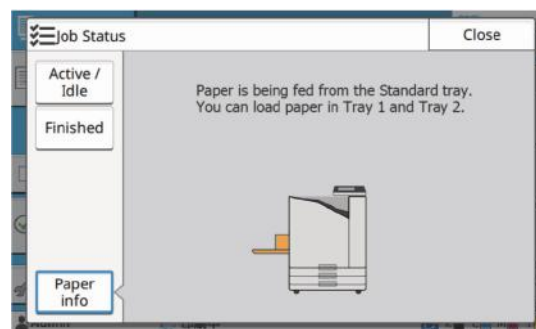 Job Status
Close
Active /
Idle
Finished
Paper is being fed from the Standard tray.
You can load paper in Tray 1 and Tray 2.
Paper
info